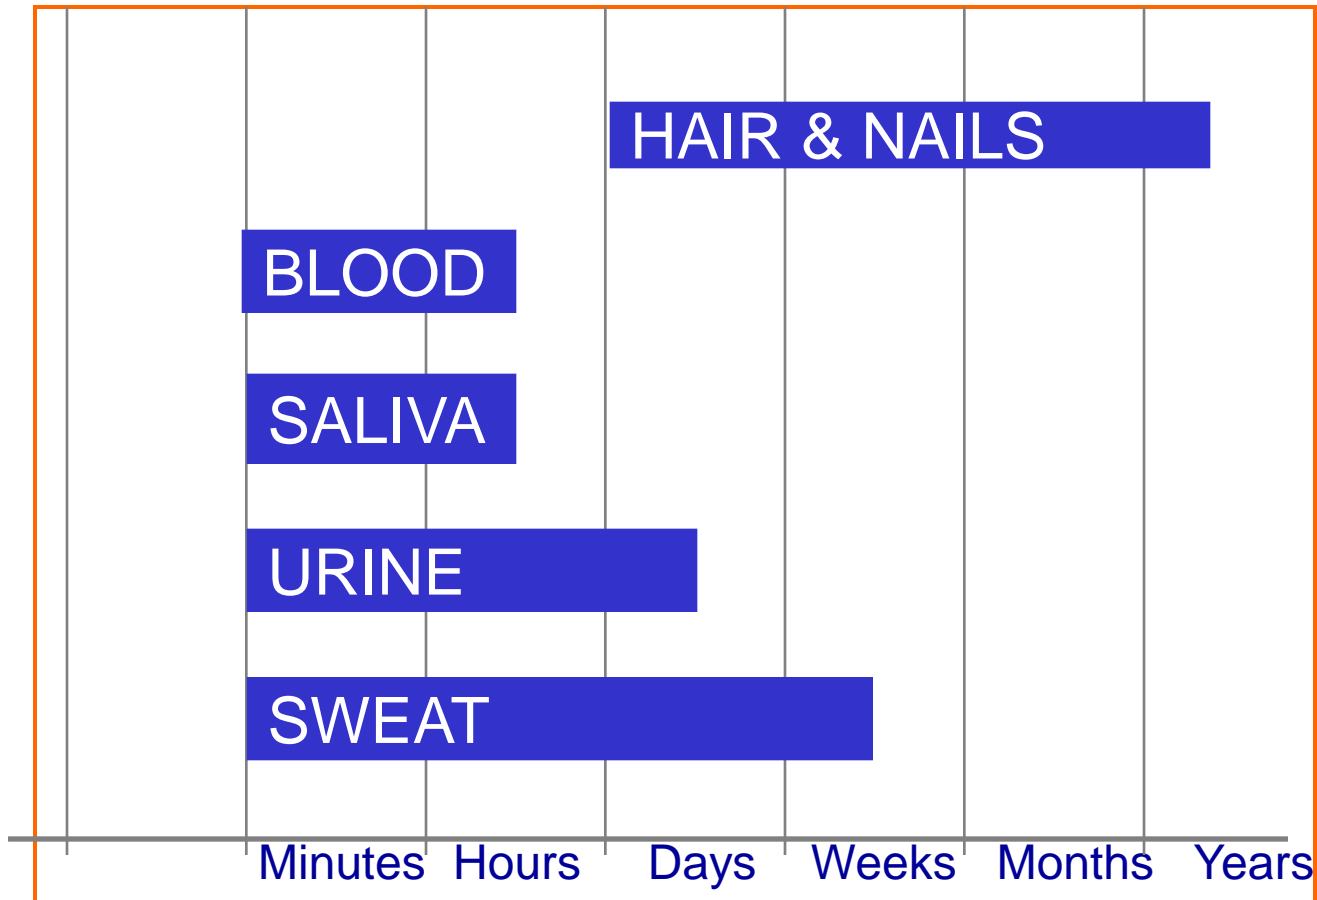 HAIR & NAILS
BLOOD
SALIVA
URINE
SWEAT
Minutes Hours Days Weeks Months Years